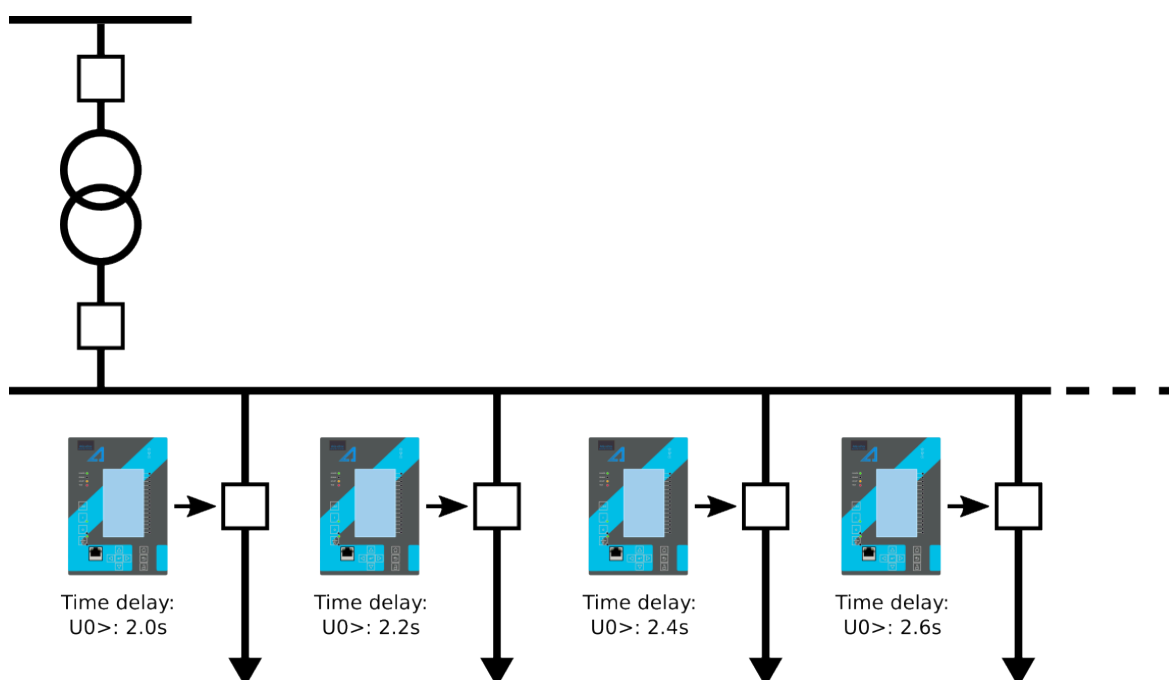 Time delay:
U0>: 2.0s
Time delay:
U0>: 2.2s
Time delay:
U0>: 2.4s
Time delay:
U0>: 2.6s